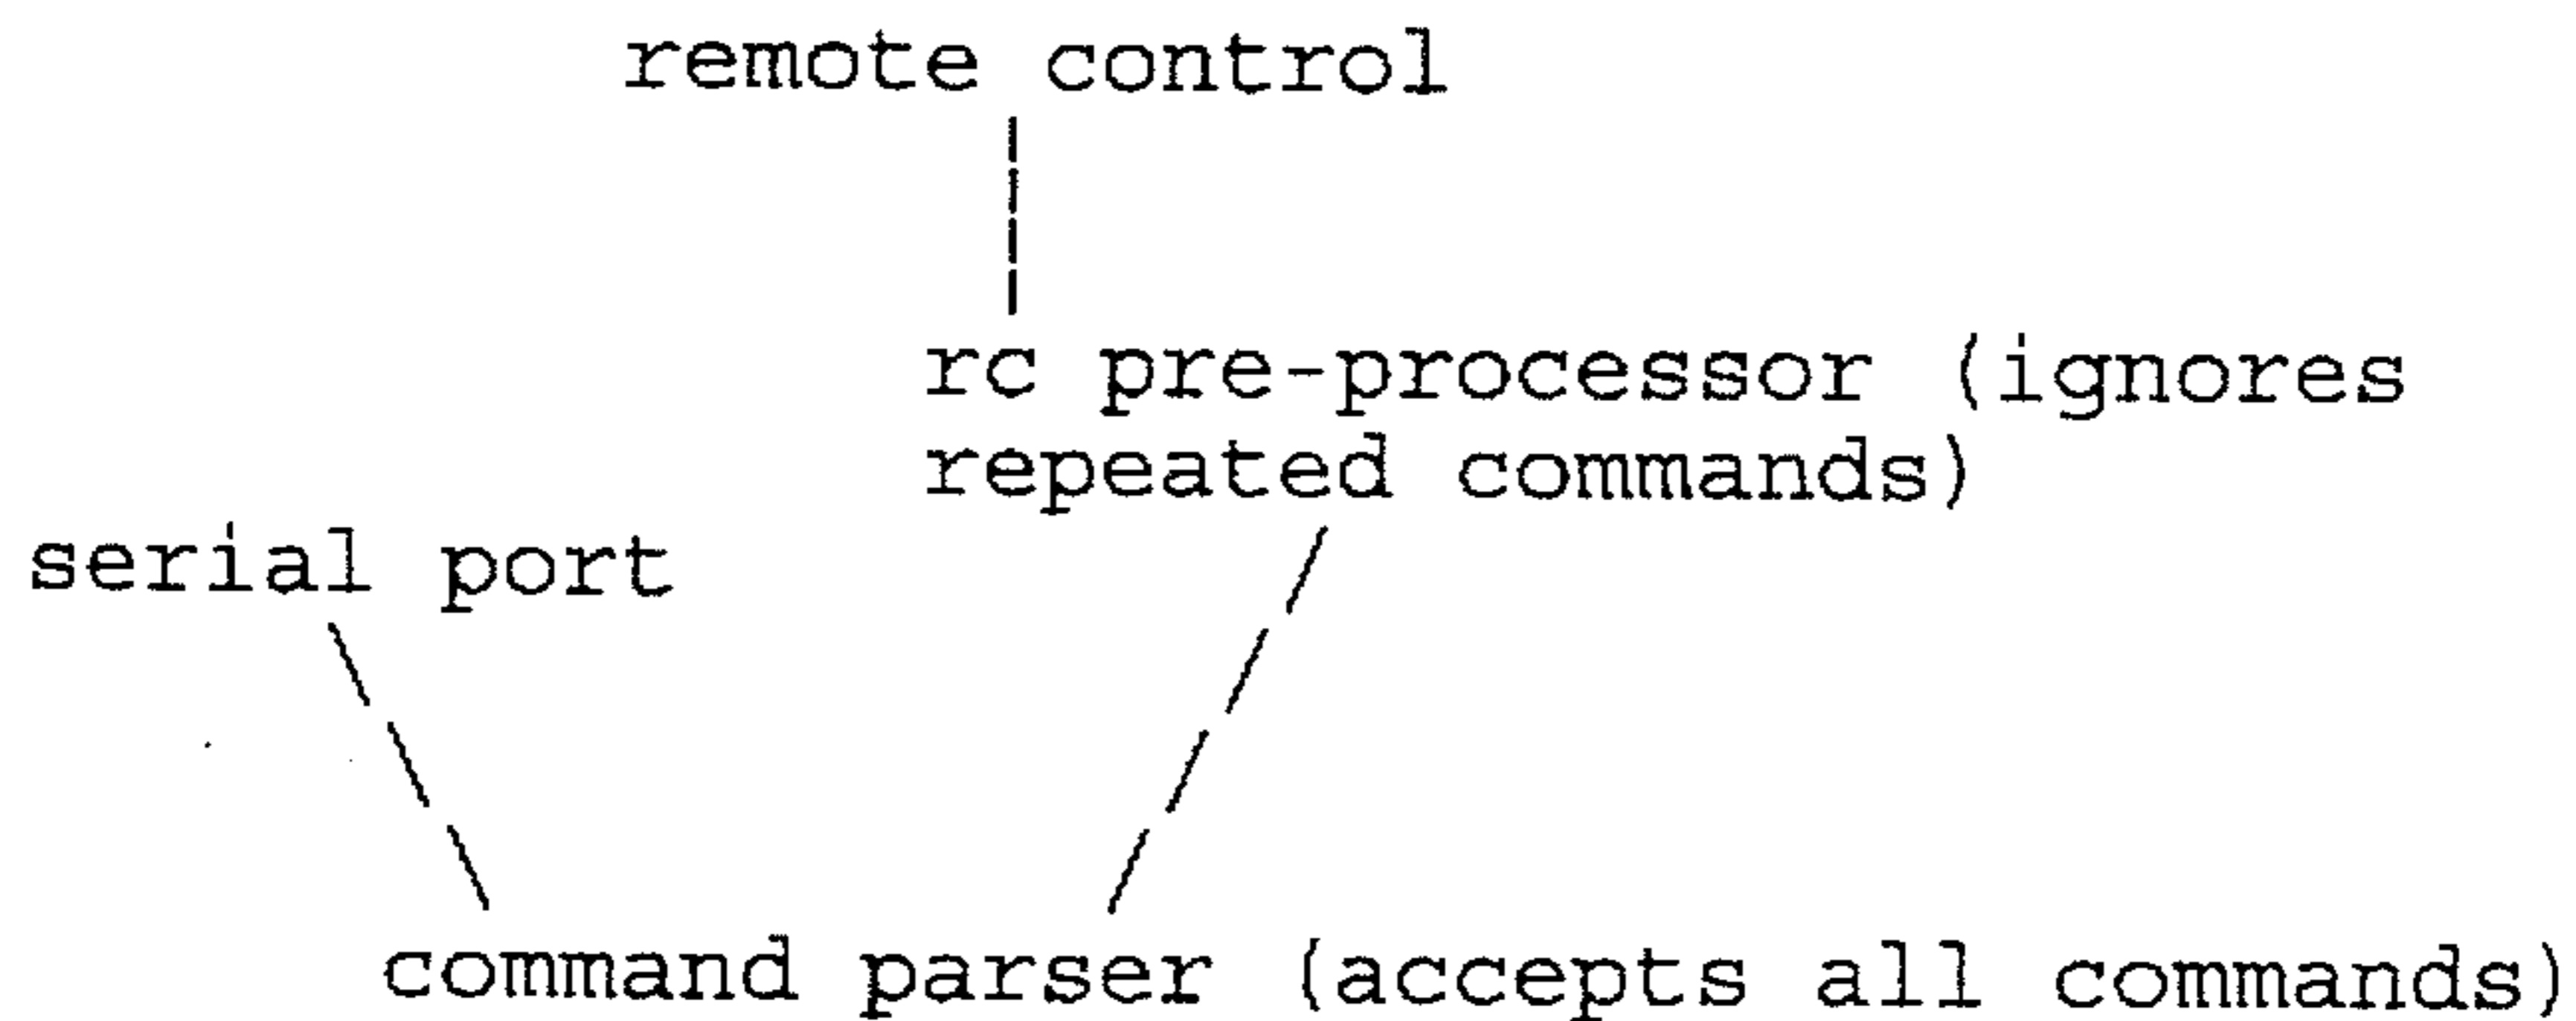 remote control
rc pre-processor (ignores
repeated commands)
serial port
command parser (accepts all commands)